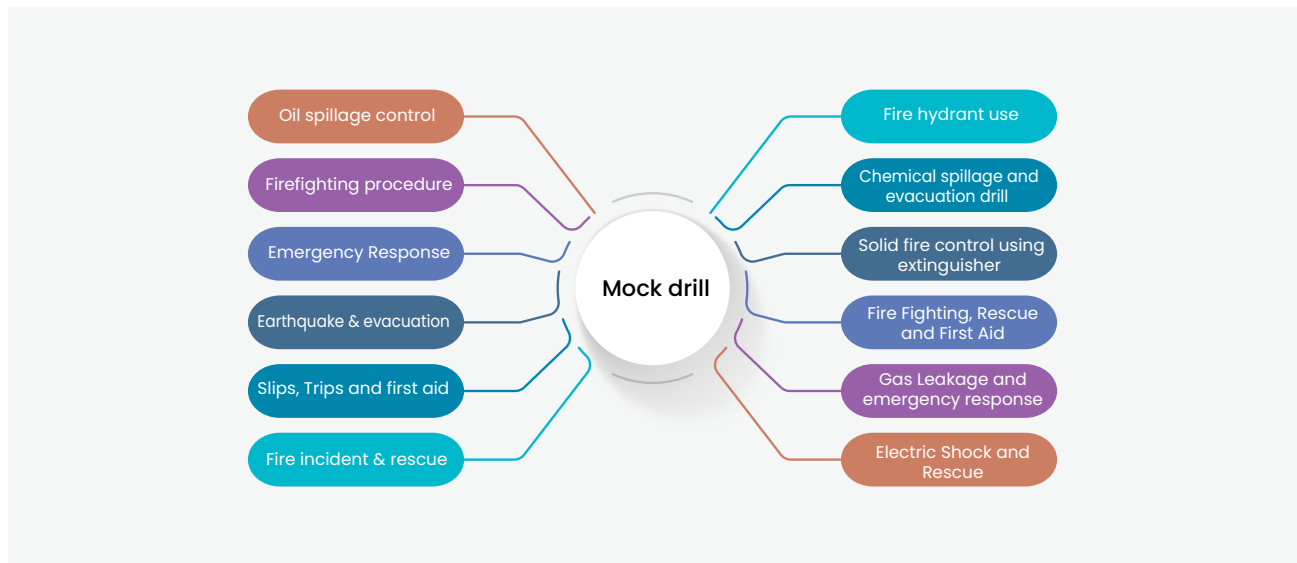 Oil spillage control
Firefighting procedure
Emergency Response
Earthquake & evacuation
Slips, Trips and first aid
Fire incident & rescue
Mock drill
Fire hydrant use
Chemical spillage and
evacuation drill
Solid fire control using
extinguisher
Fire Fighting, Rescue
and First Aid
Gas Leakage and
emergency response
Electric Shock and
Rescue